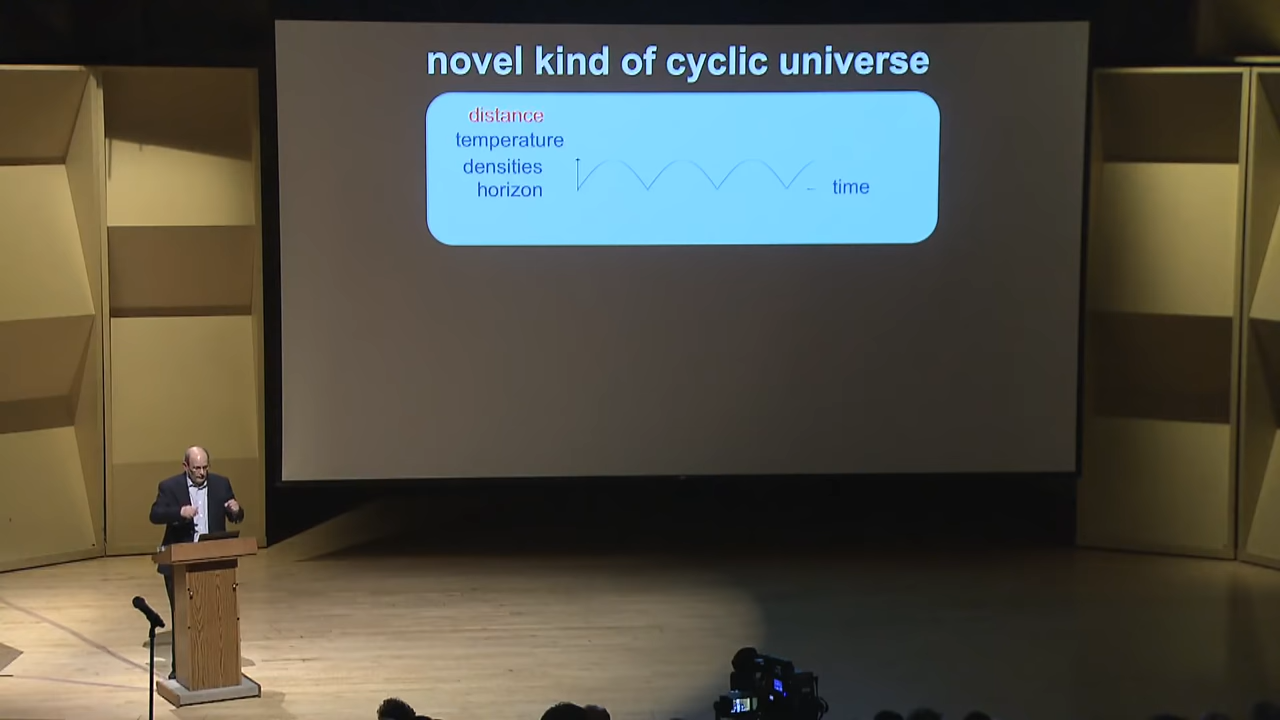 novel kind of cyclic universe
distance
temperature
densities
horizon
time